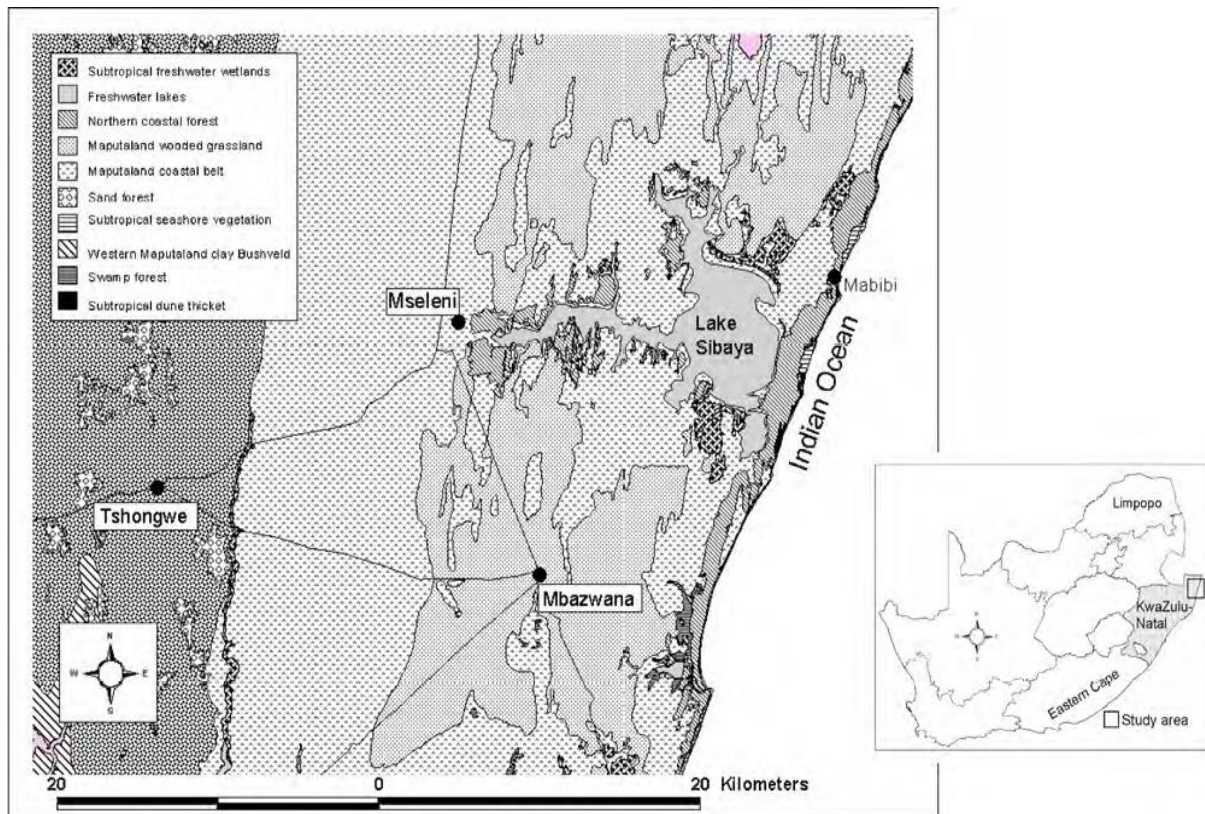 Subtropical freshwater wetlands
Freshwater lakes
Northern coastal forest
Maputaland wooded grassland
Maputaland coastal belt
Sand forest
Subtropical seashore vegetation
Western Maputaland clay Bushveld
Swamp forest
Subtropical dune thicket
Mabibi
Mseleni
Lake
Sibaya
Indian Ocean
Tshongwe
Mbazwana
N
W E
S
20 0 20 Kilometers
Limpopo
KwaZulu-
Natal
Eastern Cape
Study area